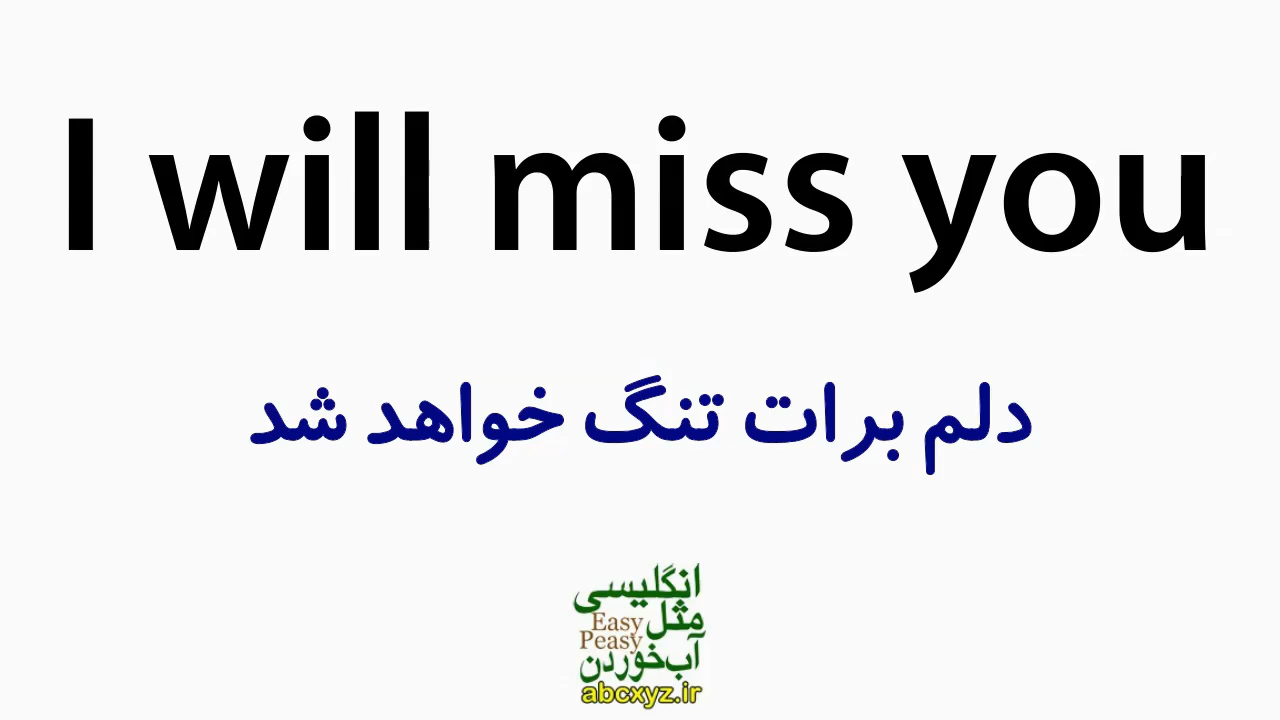 I will miss you
دلم برات تنگ خواهد شد
انگلیسی
مثل Easy
Peasy
آب‌خوردن
abcxyz.ir